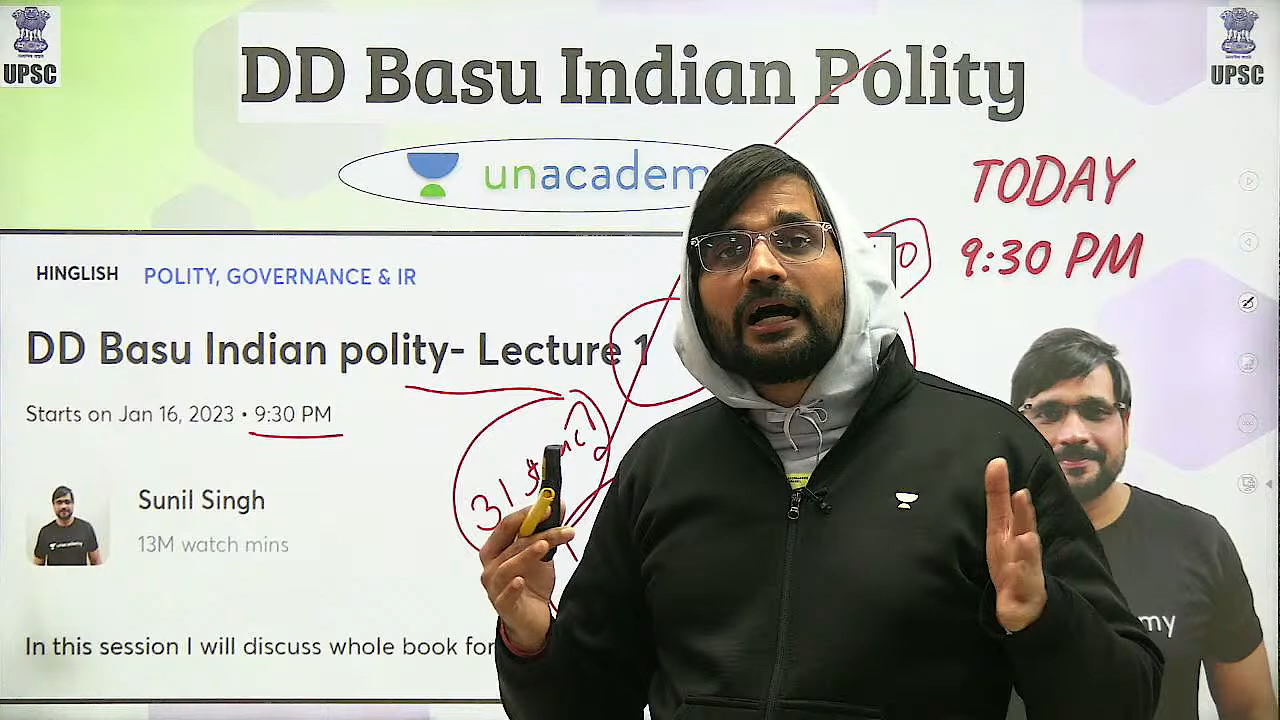 UPSC
UPSC
DD Basu Indian Polity
unacadem
TODAY
9:30 PM
HINGLISH
POLITY, GOVERNANCE & IR
DD Basu Indian polity- Lecture 1
Starts on Jan 16, 2023 • 9:30 PM
Sunil Singh
13M watch mins
In this session I will discuss whole book for
31st
my